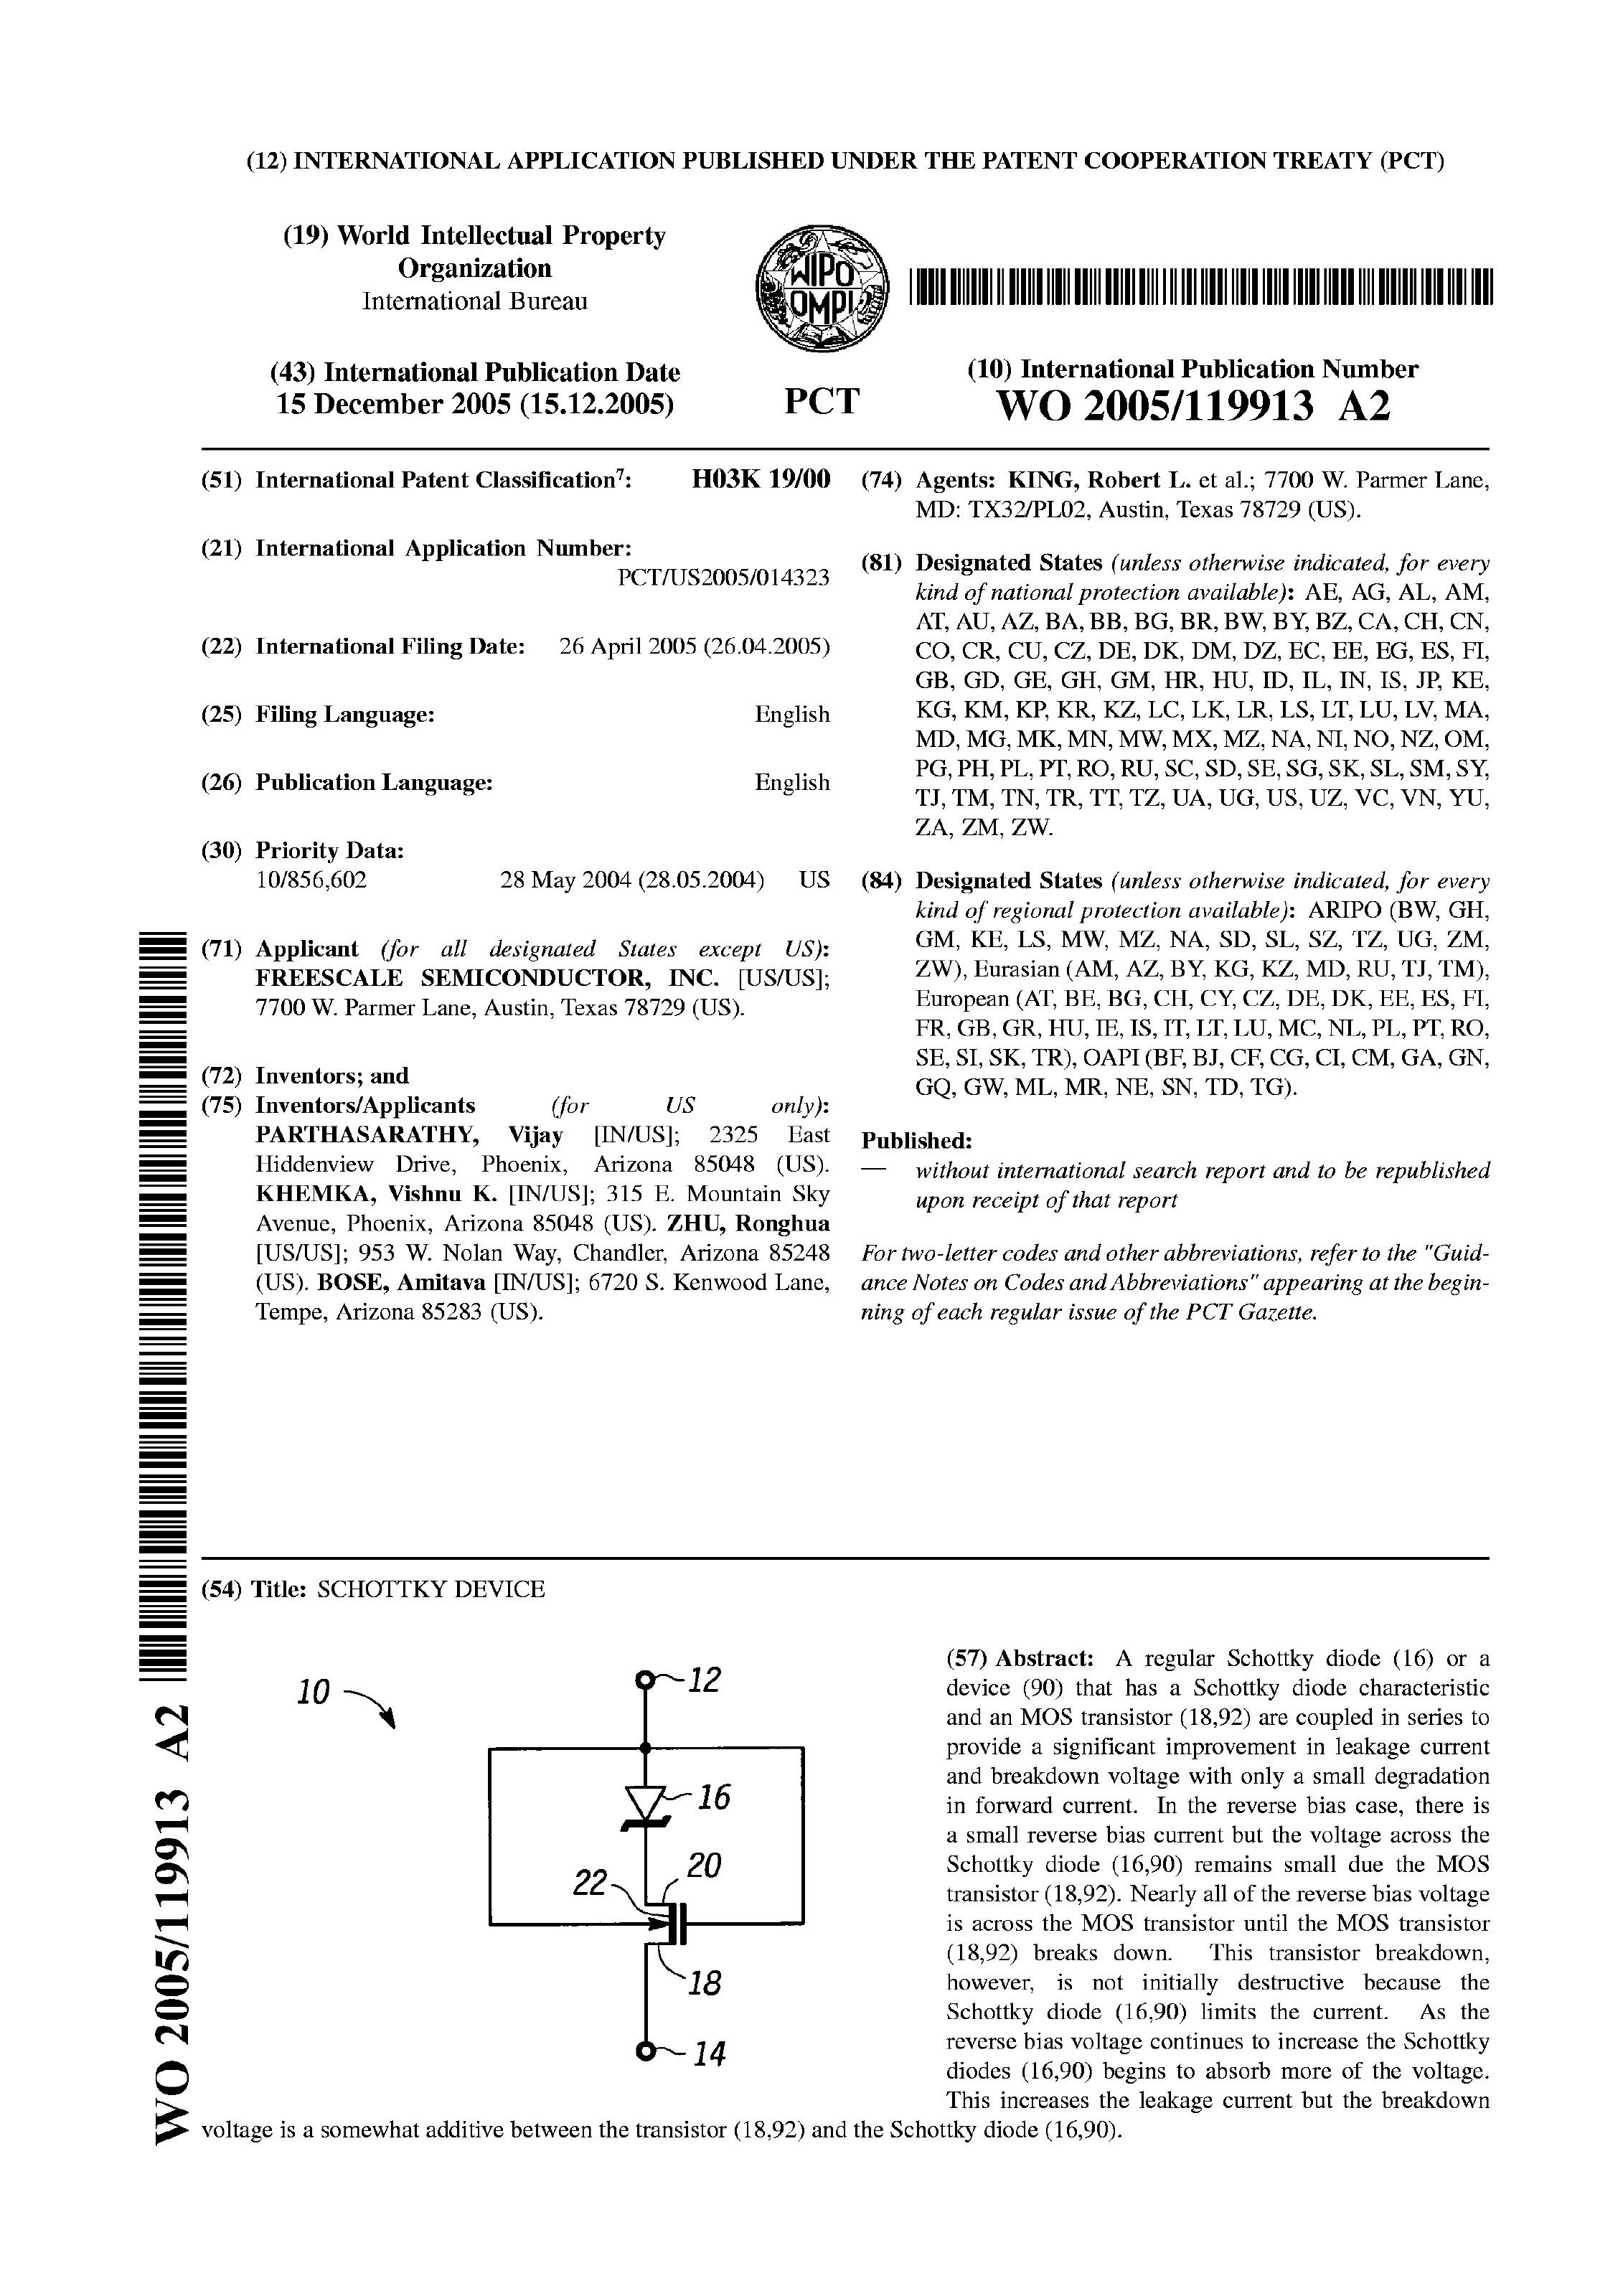 (12) INTERNATIONAL APPLICATION PUBLISHED UNDER THE PATENT COOPERATION TREATY (PCT)
(19) World Intellectual Property
Organization
International Bureau
WIPO
OMPI
(43) International Publication Date
15 December 2005 (15.12.2005)
PCT
(10) International Publication Number
WO 2005/119913 A2
(51) International Patent Classification7: H03K 19/00
(21) International Application Number:
PCT/US2005/014323
(22) International Filing Date: 26 April 2005 (26.04.2005)
(25) Filing Language: English
(26) Publication Language: English
(30) Priority Data:
10/856,602 28 May 2004 (28.05.2004) US
(71) Applicant (for all designated States except US):
FREESCALE SEMICONDUCTOR, INC. [US/US];
7700 W. Parmer Lane, Austin, Texas 78729 (US).
(72) Inventors; and
(75) Inventors/Applicants (for US only):
PARTHASARATHY, Vijay [IN/US]; 2325 East
Hiddenview Drive, Phoenix, Arizona 85048 (US).
KHEMKA, Vishnu K. [IN/US]; 315 E. Mountain Sky
Avenue, Phoenix, Arizona 85048 (US). ZHU, Ronghua
[US/US]; 953 W. Nolan Way, Chandler, Arizona 85248
(US). BOSE, Amitava [IN/US]; 6720 S. Kenwood Lane,
Tempe, Arizona 85283 (US).
(74) Agents: KING, Robert L. et al.; 7700 W. Parmer Lane,
MD: TX32/PL02, Austin, Texas 78729 (US).
(81) Designated States (unless otherwise indicated, for every
kind of national protection available): AE, AG, AL, AM,
AT, AU, AZ, BA, BB, BG, BR, BW, BY, BZ, CA, CH, CN,
CO, CR, CU, CZ, DE, DK, DM, DZ, EC, EE, EG, ES, FI,
GB, GD, GE, GH, GM, HR, HU, ID, IL, IN, IS, JP, KE,
KG, KM, KP, KR, KZ, LC, LK, LR, LS, LT, LU, LV, MA,
MD, MG, MK, MN, MW, MX, MZ, NA, NI, NO, NZ, OM,
PG, PH, PL, PT, RO, RU, SC, SD, SE, SG, SK, SL, SM, SY,
TJ, TM, TN, TR, TT, TZ, UA, UG, US, UZ, VC, VN, YU,
ZA, ZM, ZW.
(84) Designated States (unless otherwise indicated, for every
kind of regional protection available): ARIPO (BW, GH,
GM, KE, LS, MW, MZ, NA, SD, SL, SZ, TZ, UG, ZM,
ZW), Eurasian (AM, AZ, BY, KG, KZ, MD, RU, TJ, TM),
European (AT, BE, BG, CH, CY, CZ, DE, DK, EE, ES, FI,
FR, GB, GR, HU, IE, IS, IT, LT, LU, MC, NL, PL, PT, RO,
SE, SI, SK, TR), OAPI (BF, BJ, CF, CG, CI, CM, GA, GN,
GQ, GW, ML, MR, NE, SN, TD, TG).
Published:
— without international search report and to be republished
upon receipt of that report
For two-letter codes and other abbreviations, refer to the "Guid-
ance Notes on Codes and Abbreviations" appearing at the begin-
ning of each regular issue of the PCT Gazette.
WO 2005/119913 A2
(54) Title: SCHOTTKY DEVICE
10
12
16
20
22
18
14
(57) Abstract: A regular Schottky diode (16) or a
device (90) that has a Schottky diode characteristic
and an MOS transistor (18,92) are coupled in series to
provide a significant improvement in leakage current
and breakdown voltage with only a small degradation
in forward current. In the reverse bias case, there is
a small reverse bias current but the voltage across the
Schottky diode (16,90) remains small due the MOS
transistor (18,92). Nearly all of the reverse bias voltage
is across the MOS transistor until the MOS transistor
(18,92) breaks down. This transistor breakdown,
however, is not initially destructive because the
Schottky diode (16,90) limits the current. As the
reverse bias voltage continues to increase the Schottky
diodes (16,90) begins to absorb more of the voltage.
This increases the leakage current but the breakdown
voltage is a somewhat additive between the transistor (18,92) and the Schottky diode (16,90).